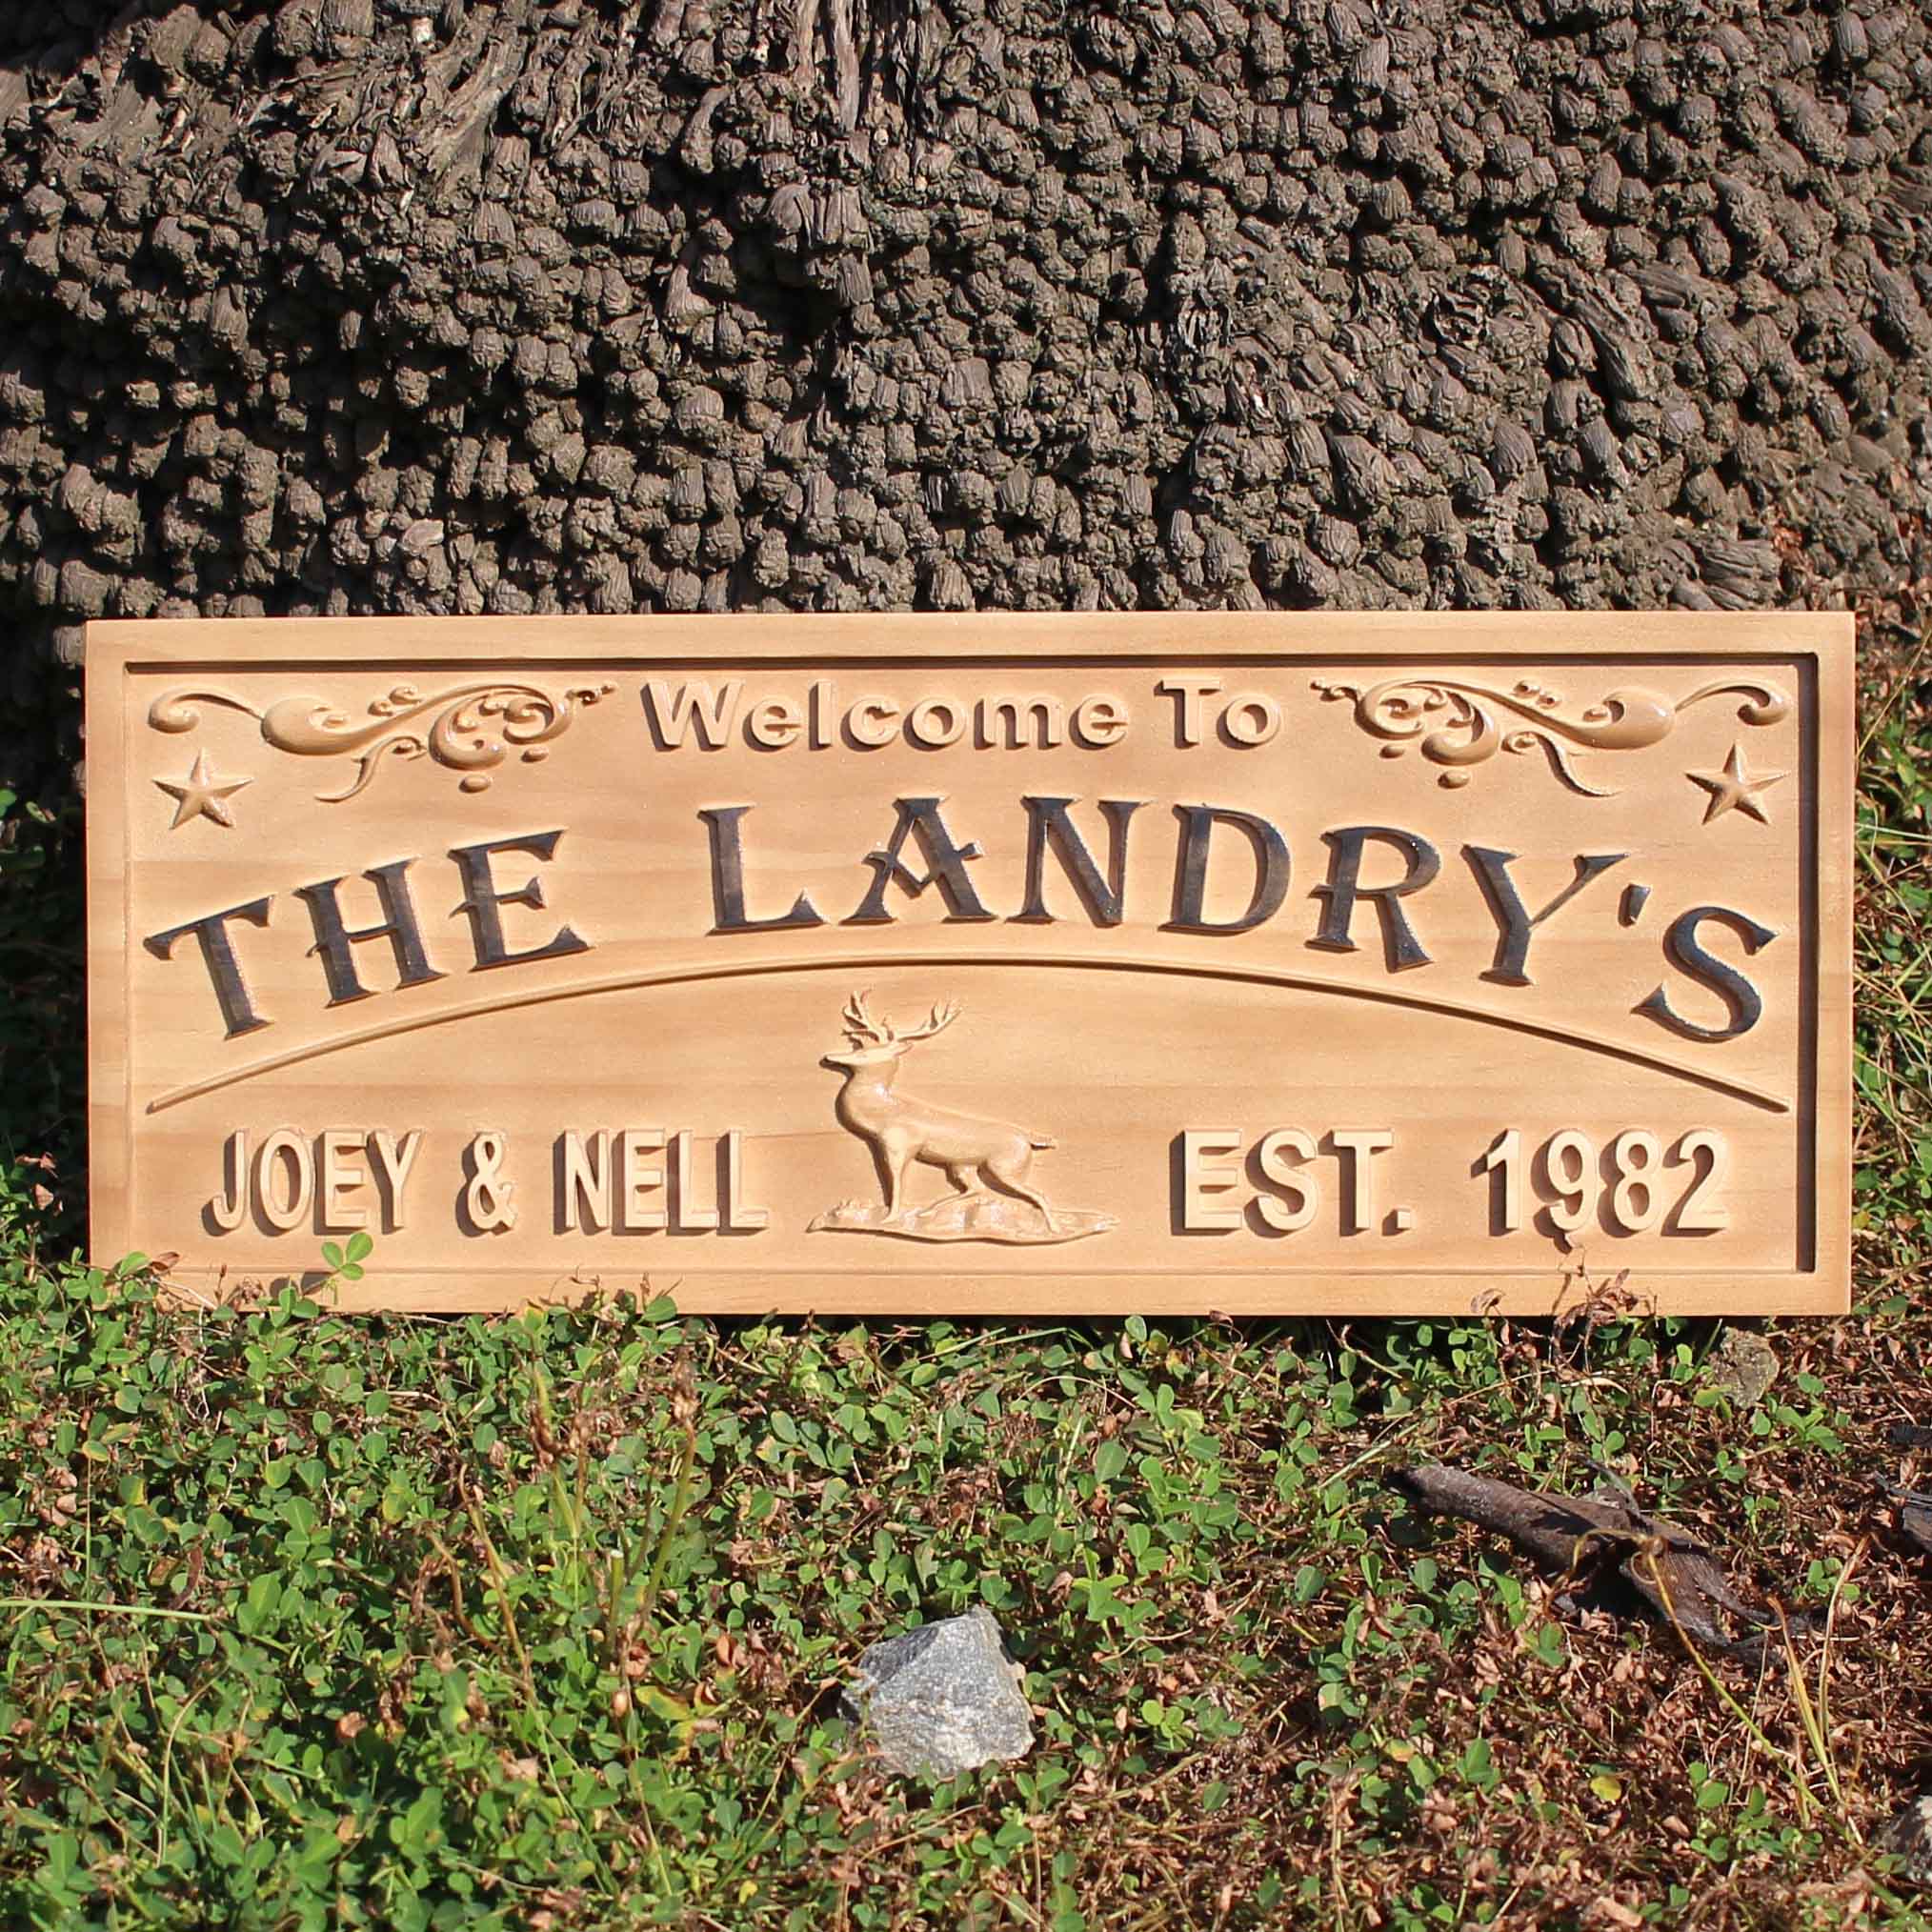 Welcome To
THE LANDRY'S
JOEY & NELL EST. 1982